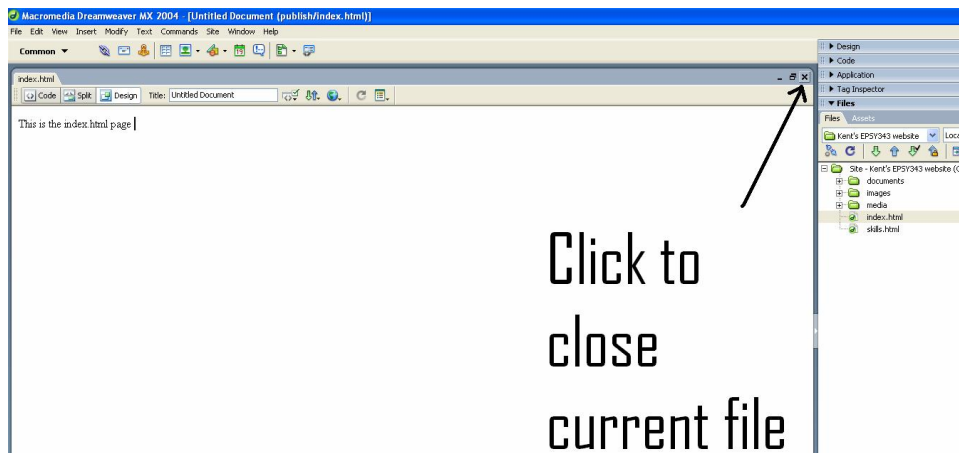 Macromedia Dreamweaver MX 2004 - [Untitled Document (publish/index.html)]
File Edit View Insert Modify Text Commands Site Window Help
Common
index.html
Code Split Design Title: Untitled Document
This is the index html page
Click to
close
current file
Design
Code
Application
Tag Inspector
Files
Files Assets
Kent's EPSY343 website
Site - Kent's EPSY343 website
documents
images
media
index.html
skills.html